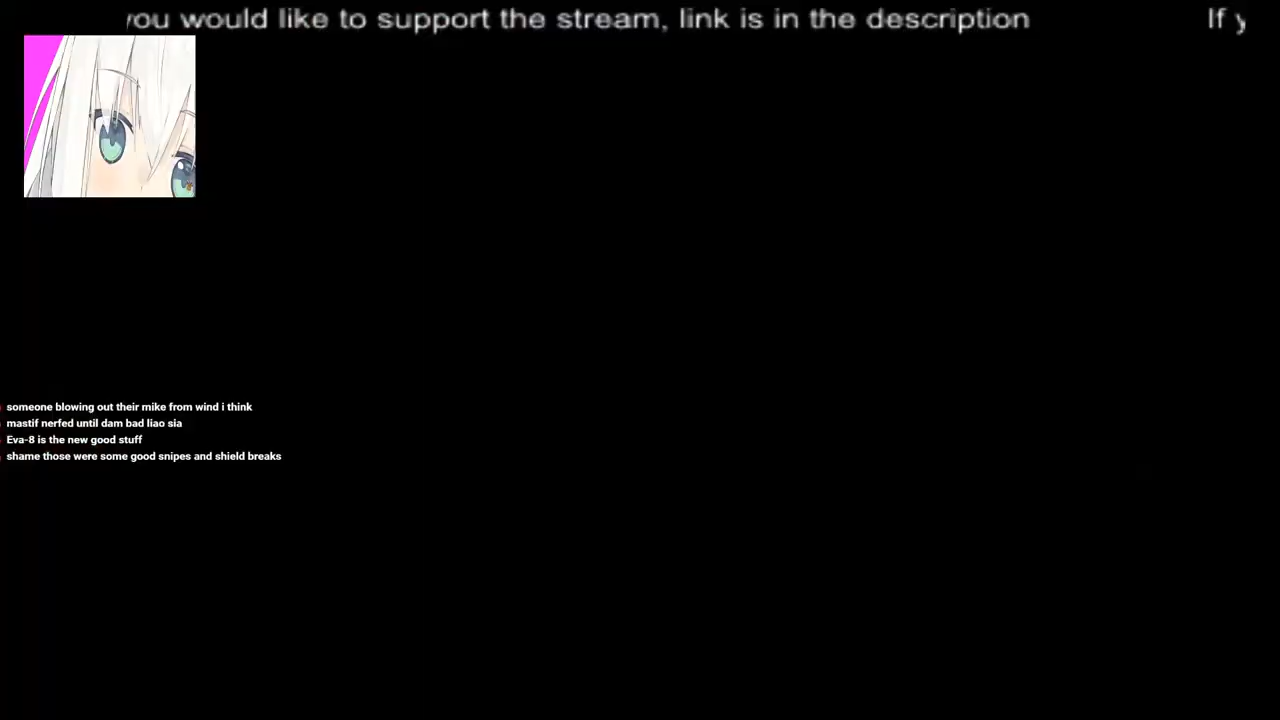 you would like to support the stream, link is in the description If y
someone blowing out their mike from wind i think
mastif nerfed until dam bad liao sia
Eva-8 is the new good stuff
shame those were some good snipes and shield breaks